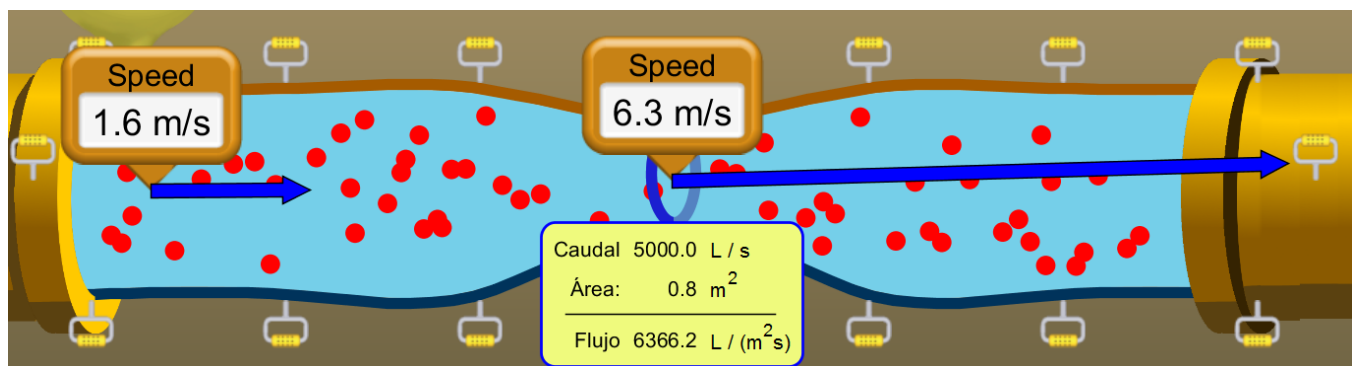 Speed
1.6 m/s
Speed
6.3 m/s
Caudal 5000.0 L / s
Área: 0.8 m²
Flujo 6366.2 L / (m²s)